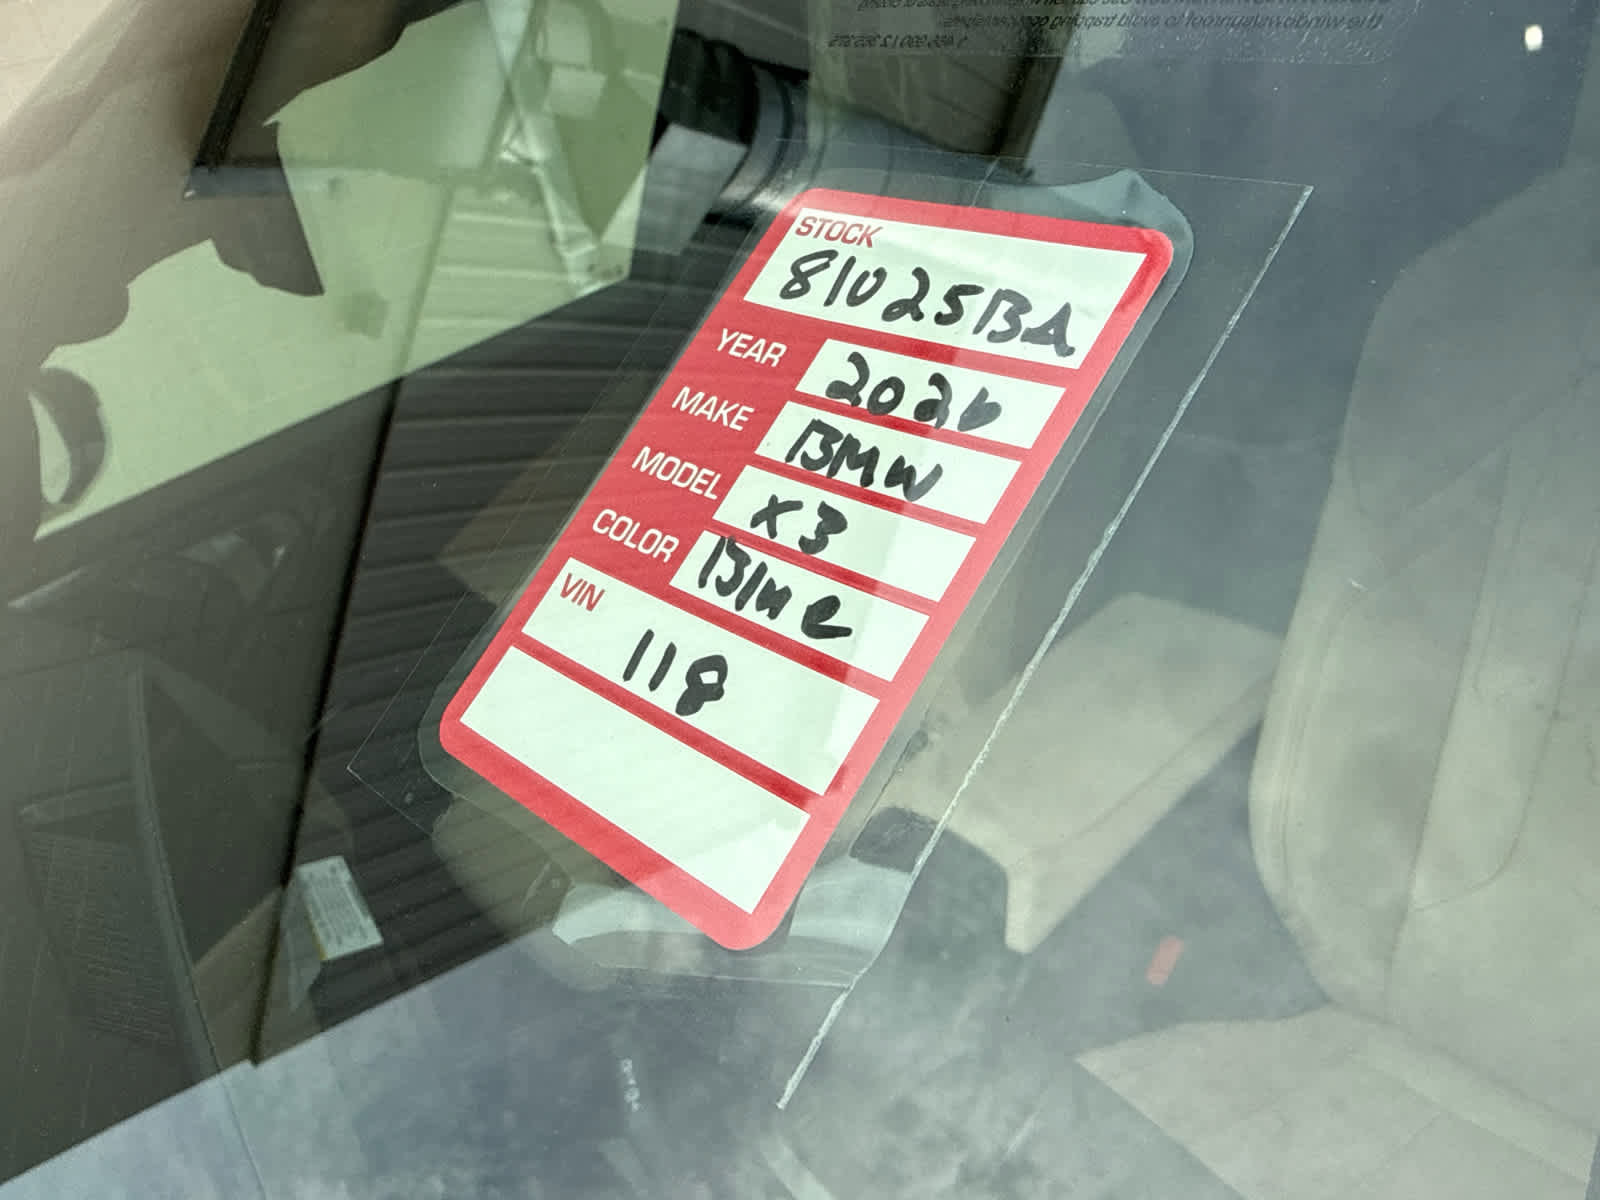 STOCK
81025BA
YEAR 2026
MAKE BMW
MODEL X3
COLOR Blue
VIN
118